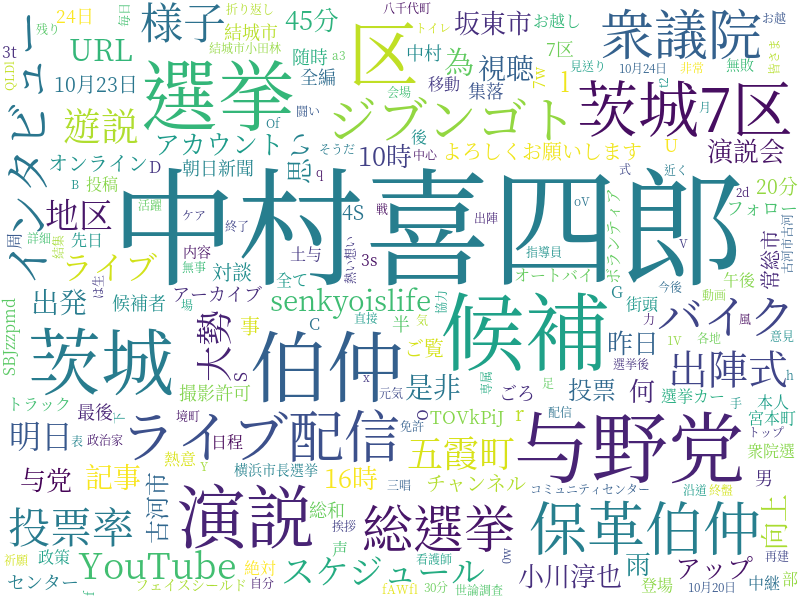 中村喜四郎
与野党
候補
伯仲
茨城
演説
選挙
区
茨城7区
ジブンゴト
ライブ配信
総選挙
保革伯仲
衆議院
インタビュー
様子
投票率
YouTube
スケジュール
出陣式
バイク
五霞町
遊説
大勢
senkyoislife
地区
URL
坂東市
視聴
為
45分
1
10時
演説会
アカウント
思い
よろしくお願いします
10月23日
24日
結城市
随時
全編
中村
移動
集落
7区
お越し
見送り
10月24日
非常
無敗
皆さま
お越
毎日
残り
折り返し
結城市小田林
八千代町
トイレ
a3
3t
QLDl
会場
闘い
Of
7W
t2
月
U
20分
フォロー
オンライン
D
朝日新聞
B
投稿
そうだ
中心
後
q
4S
式
近く
2d
V
oV
戦
出陣
指導員
ボランティア
オートバイ
常総市
古河市古河
午後
活躍
ケア
終了
詳細
結集
先日
周
は生
ライブ
内容
無事
対談
土与
3s
全て
熱い想い
出発
候補者
アーカイブ
場
C
直接
半
協力
気
事
ご覧
昨日
G
街頭
今後
動画
力
風
意見
1V
各地
選挙後
h
SBJzzpmd
S
x
元気
専属
足
是非
ごろ
投票
何
選挙カー
手
本人
宮本町
トップ
衆院選
トラック
最後
下
境町
撮影許可
免許
o
TOVkPiJ
r
配信
明日
表
政治家
日程
熱意
Y
横浜市長選挙
16時
チャンネル
三唱
コミュニティセンター
沿道
終盤
男
向上
与党
記事
古河市
総和
挨拶
声
看護師
0w
雨
アップ
再建
部
中継
登場
10月20日
小川淳也
世論調査
30分
fAWfl
自分
絶対
フェイスシールド
政策
センター
祈願